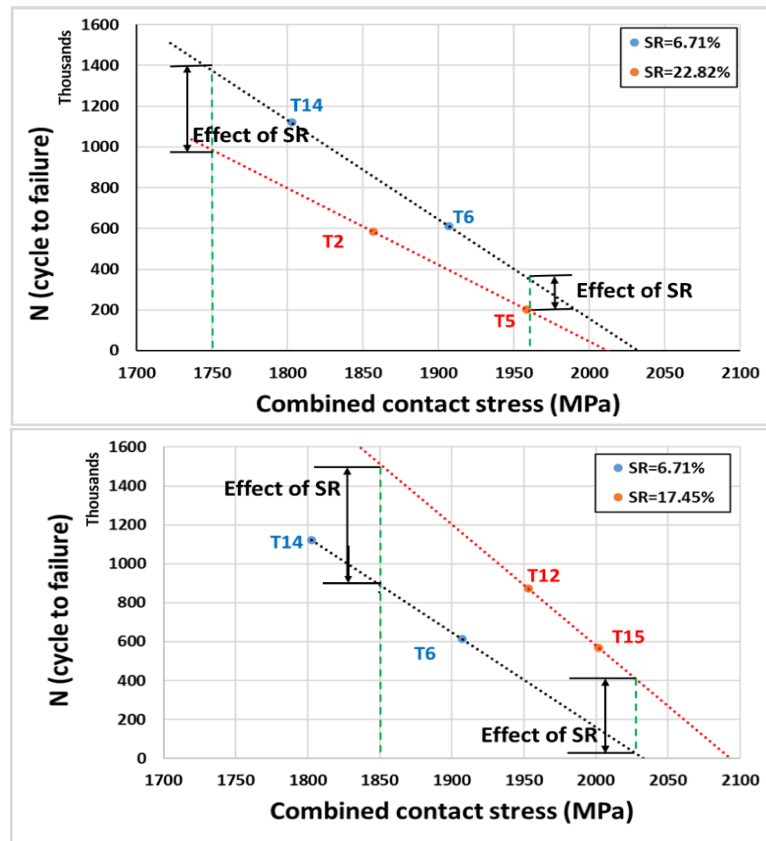 1600
1400
1200
1000
800
600
400
200
0
Thousands
N (cycle to failure)
SR=6.71%
SR=22.82%
T14
Effect of SR
T6
T2
Effect of SR
T5
1700 1750 1800 1850 1900 1950 2000 2050 2100
Combined contact stress (MPa)
1600
1400
1200
1000
800
600
400
200
0
Thousands
N (cycle to failure)
SR=6.71%
SR=17.45%
Effect of SR
T14
T12
T15
T6
Effect of SR
1700 1750 1800 1850 1900 1950 2000 2050 2100
Combined contact stress (MPa)